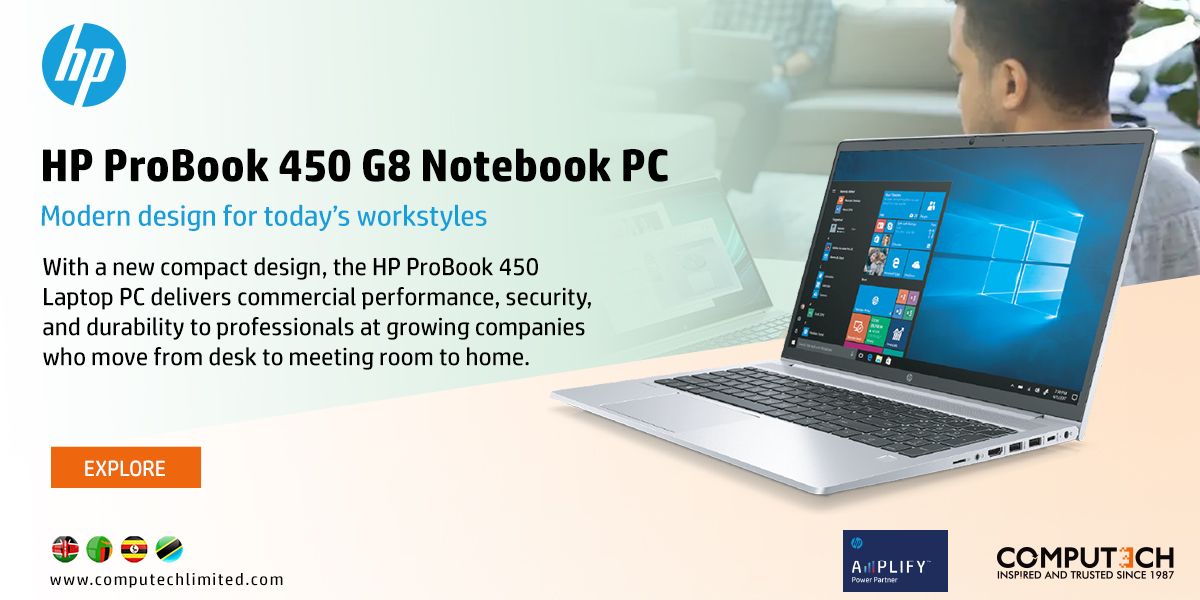 hp
HP ProBook 450 G8 Notebook PC
Modern design for today's workstyles
With a new compact design, the HP ProBook 450
Laptop PC delivers commercial performance, security,
and durability to professionals at growing companies
who move from desk to meeting room to home.
EXPLORE
www.computechlimited.com
hp
AMPLIFY™
Power Partner
COMPUTECH
INSPIRED AND TRUSTED SINCE 1987